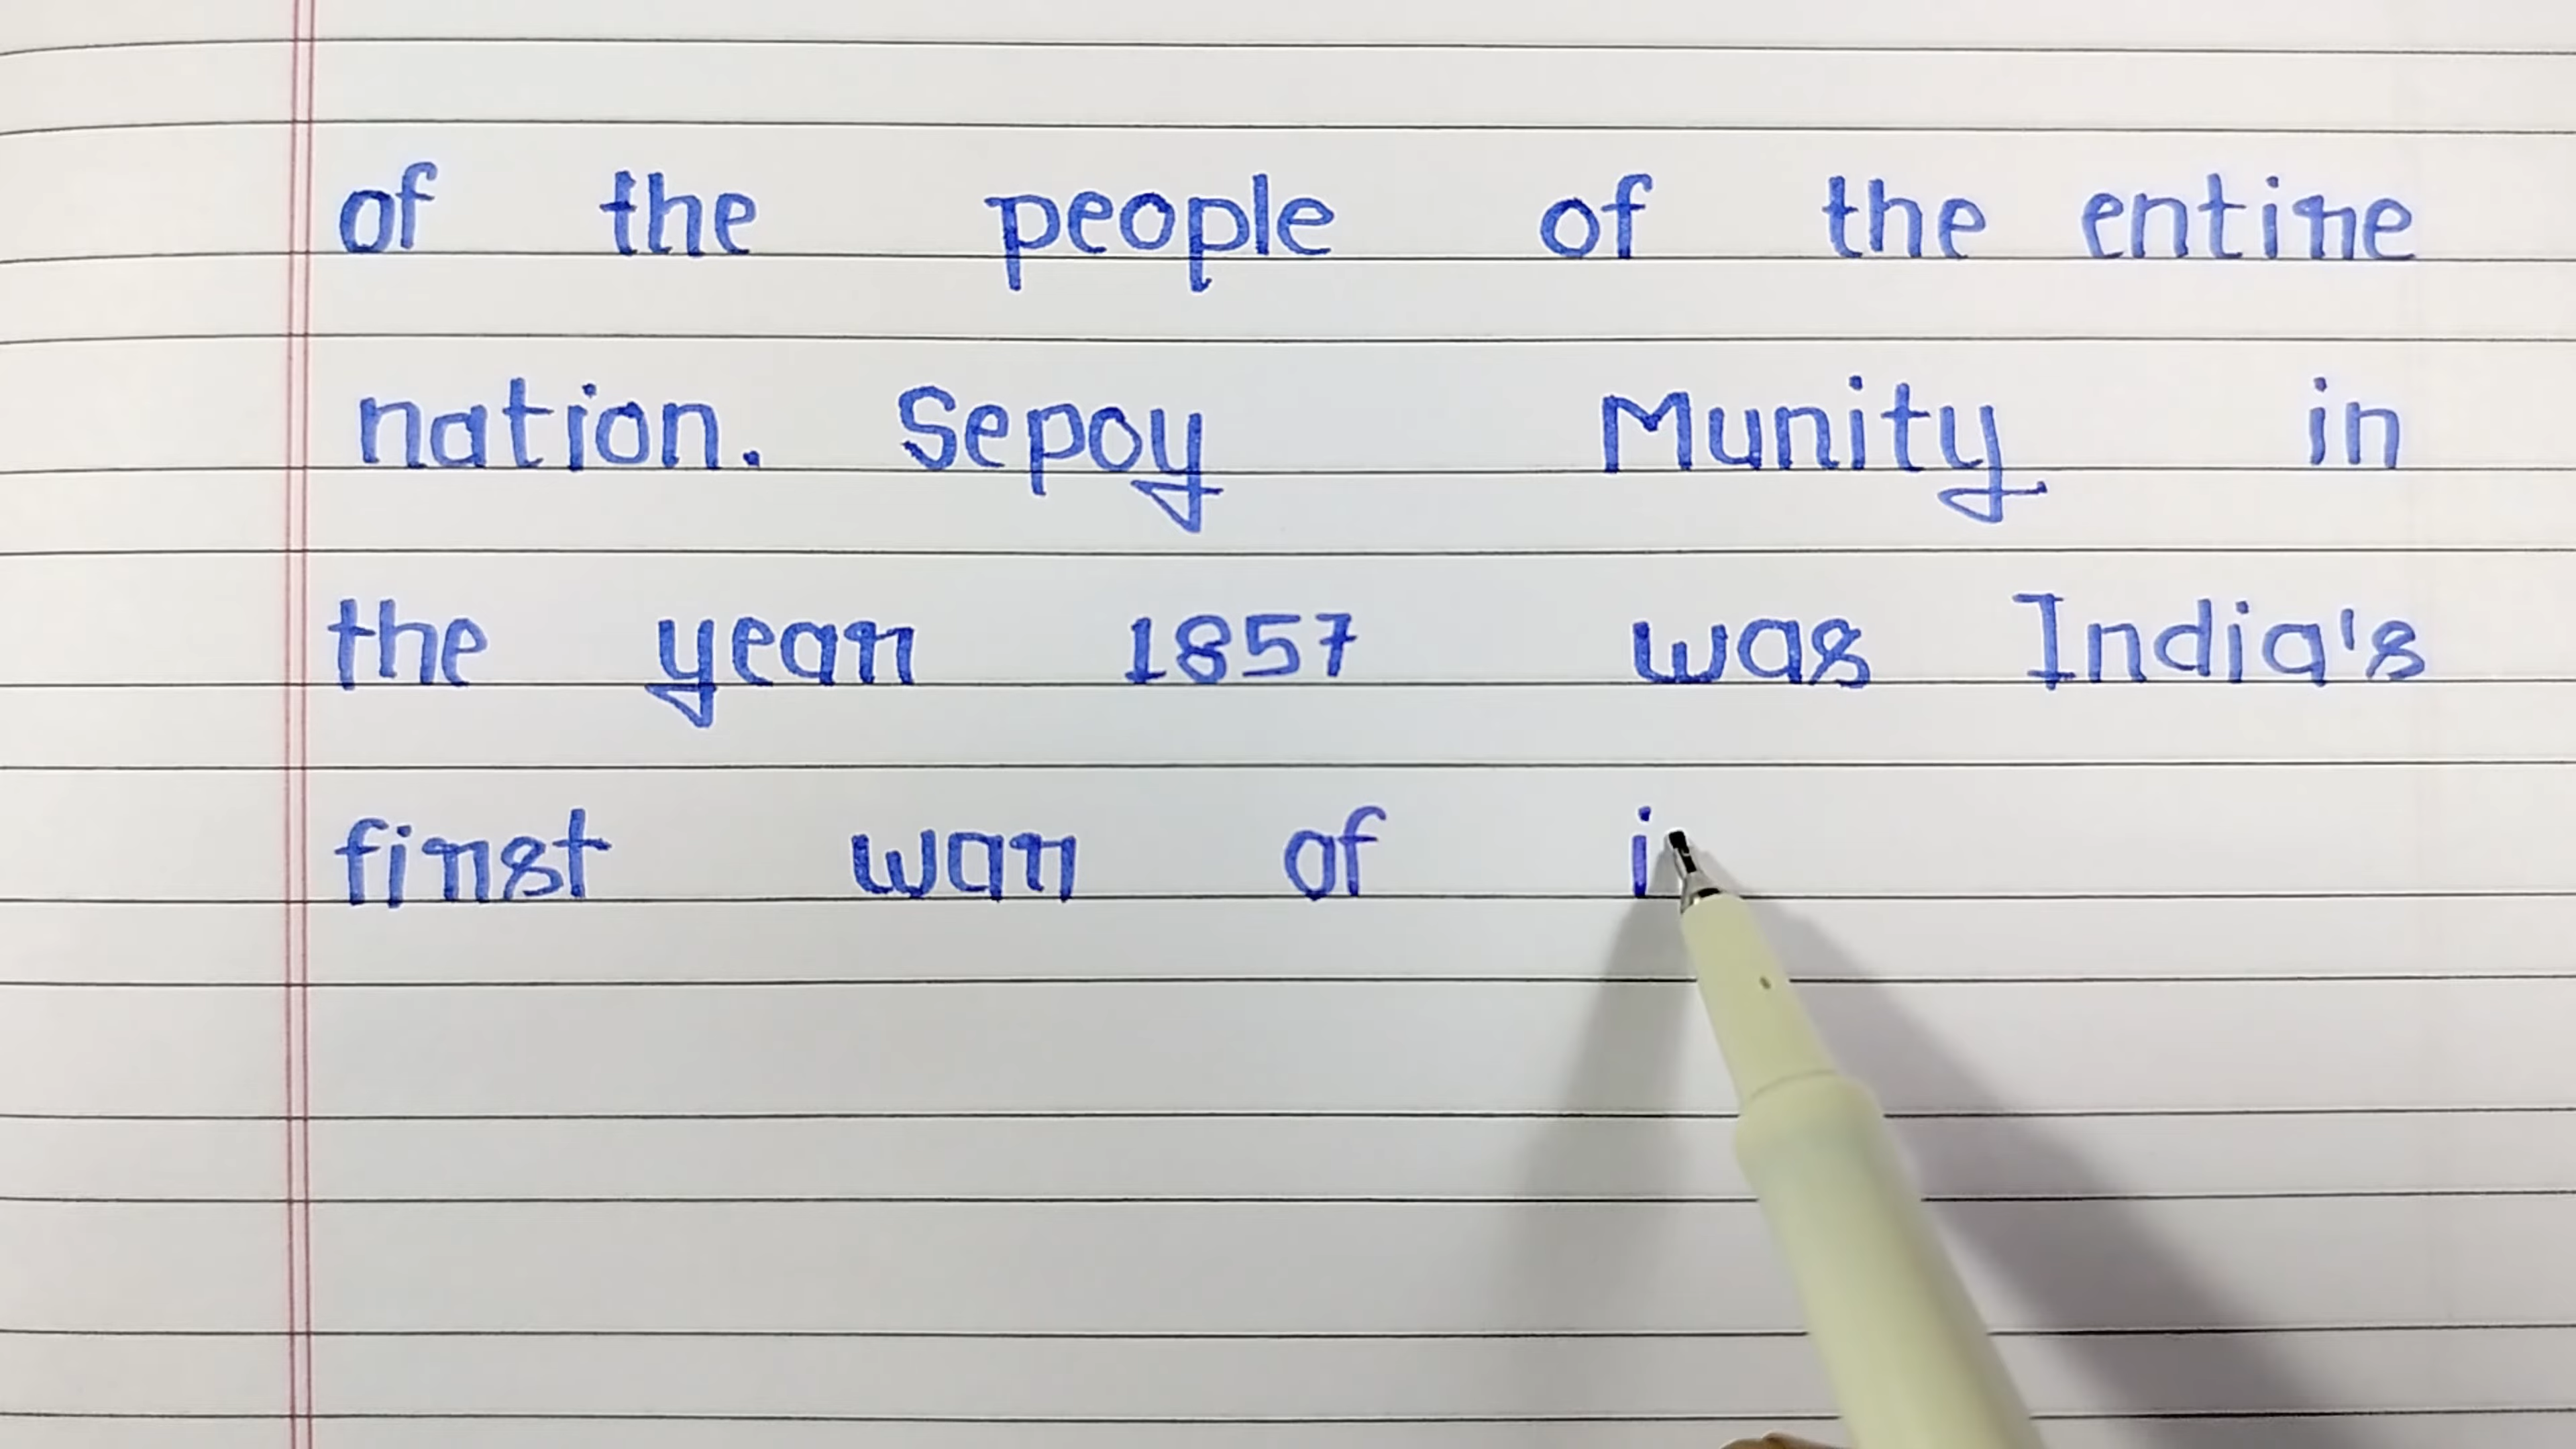 of the people of the entire
nation. Sepoy Munity in
the year 1857 was India's
first war of i